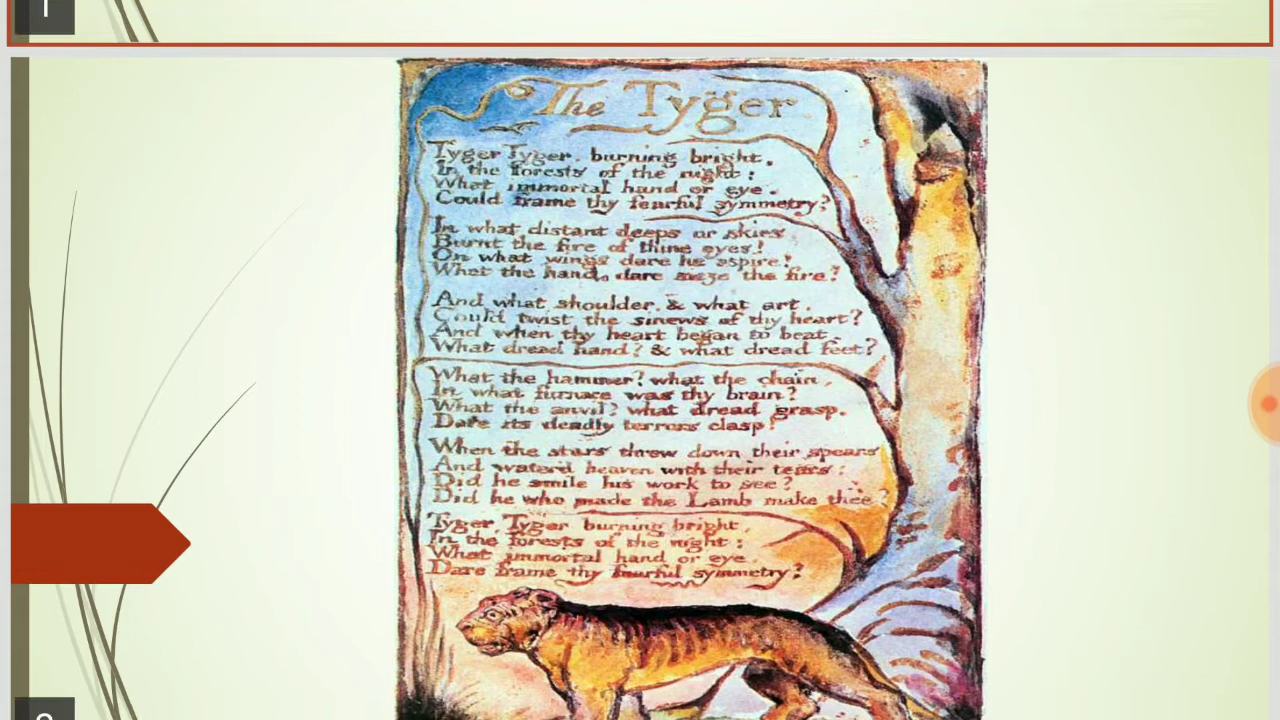 1
The Tyger
Tyger Tyger, burning bright,
In the forests of the night:
What immortal hand or eye,
Could frame thy fearful symmetry?
In what distant deeps or skies
Burnt the fire of thine eyes!
On what wings dare he aspire!
What the hand, dare sieze the fire?
And what shoulder, & what art,
Could twist the sinews of thy heart?
And when thy heart began to beat,
What dread hand? & what dread feet?
What the hammer? what the chain,
In what furnace was thy brain?
What the anvil? what dread grasp,
Dare its deadly terrors clasp!
When the stars threw down their spears
And water'd heaven with their tears:
Did he smile his work to see?
Did he who made the Lamb make thee?
Tyger, Tyger burning bright,
In the forests of the night:
What immortal hand or eye,
Dare frame thy fearful symmetry?